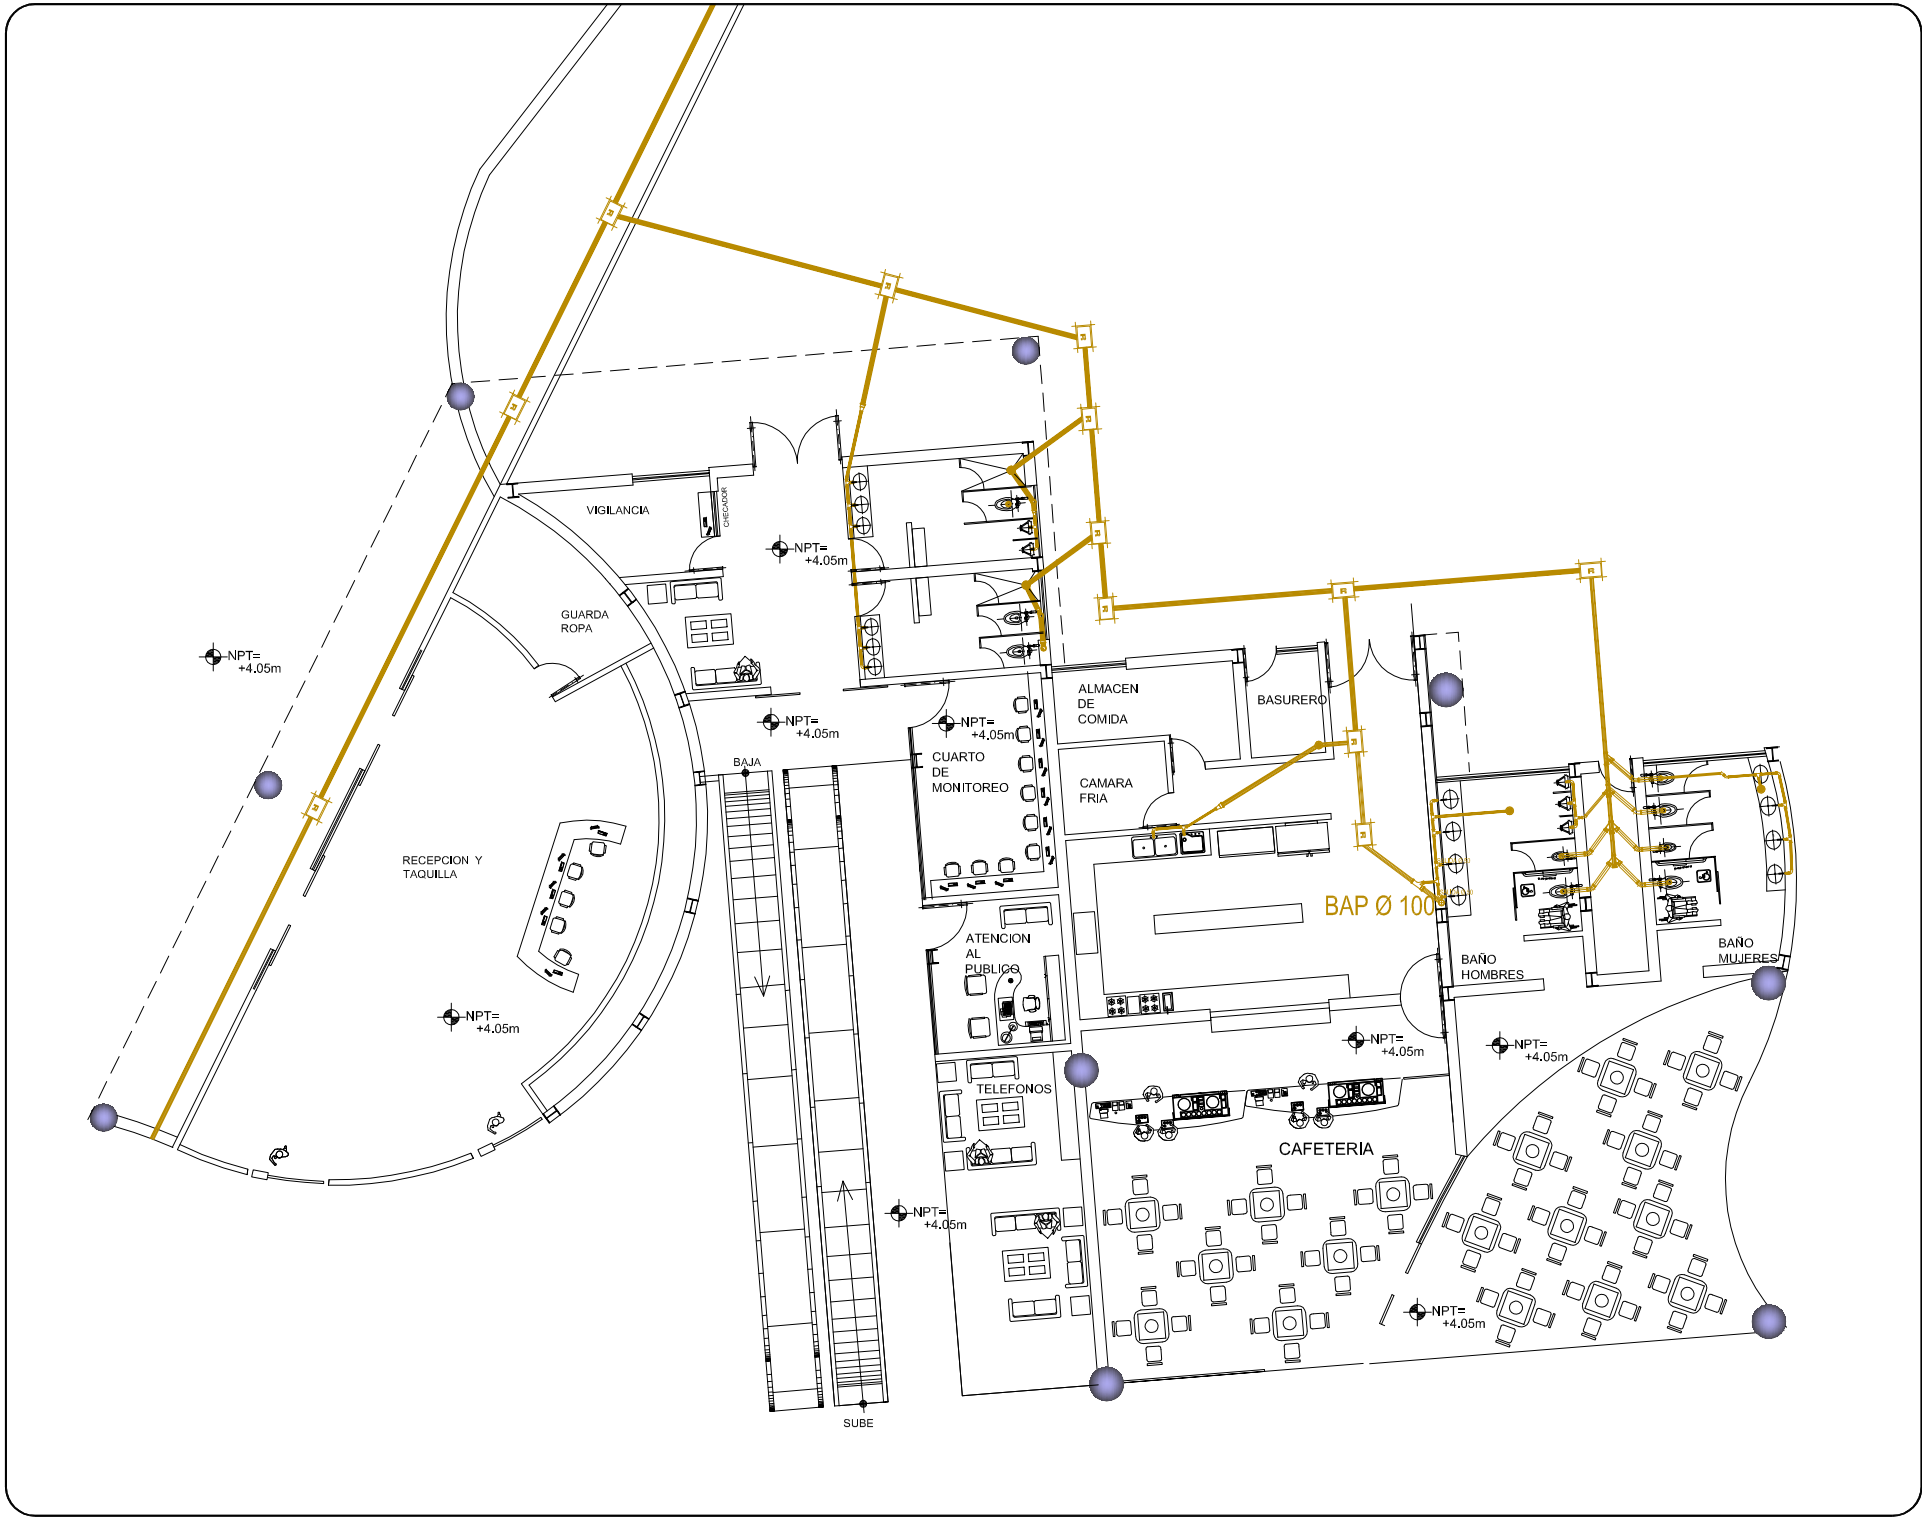 VIGILANCIA
CHECADOR
NPT=
+4.05m
GUARDA
ROPA
NPT=
+4.05m
ALMACEN
DE
COMIDA
BASURERO
NPT=
+4.05m
NPT=
+4.05m
CUARTO
DE
MONITOREO
BAJA
CAMARA
FRIA
RECEPCION Y
TAQUILLA
BAP Ø 100
ATENCION
AL
PUBLICO
BAÑO
HOMBRES
BAÑO
MUJERES
NPT=
+4.05m
NPT=
+4.05m
NPT=
+4.05m
TELEFONOS
CAFETERIA
NPT=
+4.05m
NPT=
+4.05m
SUBE